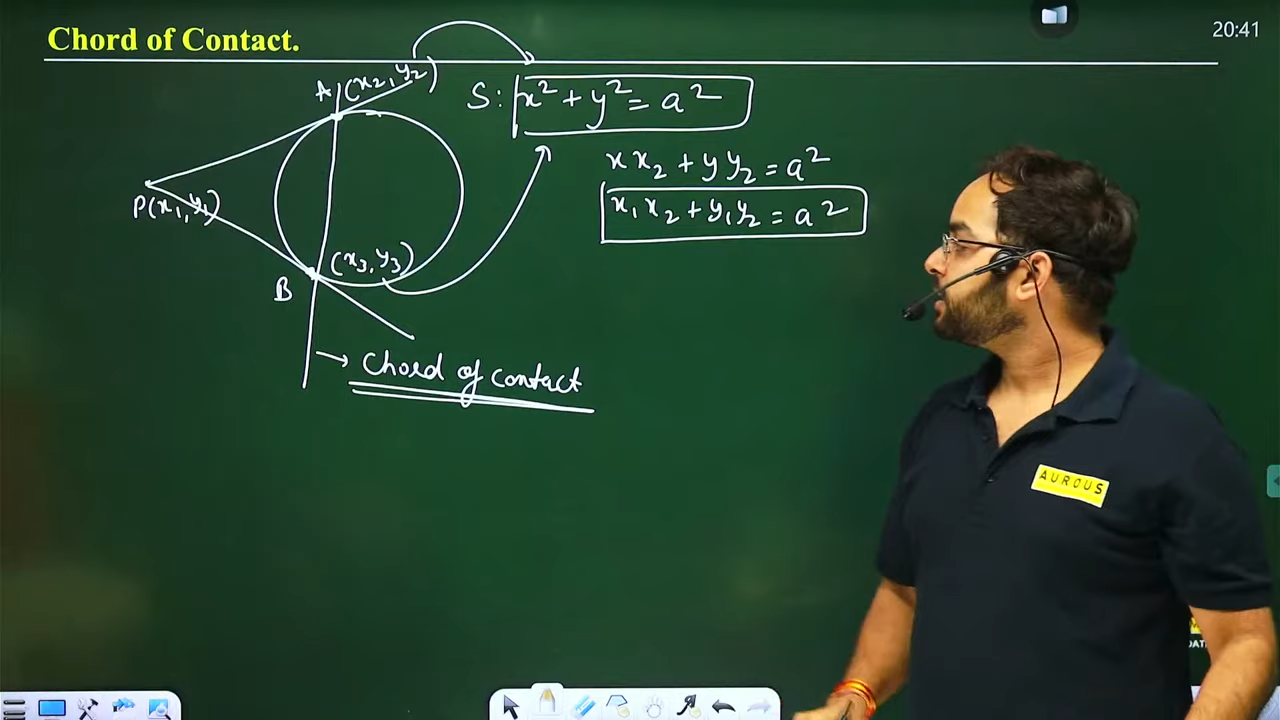 20:41
Chord of Contact.
A (x₂, y₂)
S: x² + y² = a²
x x₂ + y y₂ = a²
P(x₁, y₁)
x₁ x₂ + y₁ y₂ = a²
(x₃, y₃)
B
→ Chord of contact
AUROUS